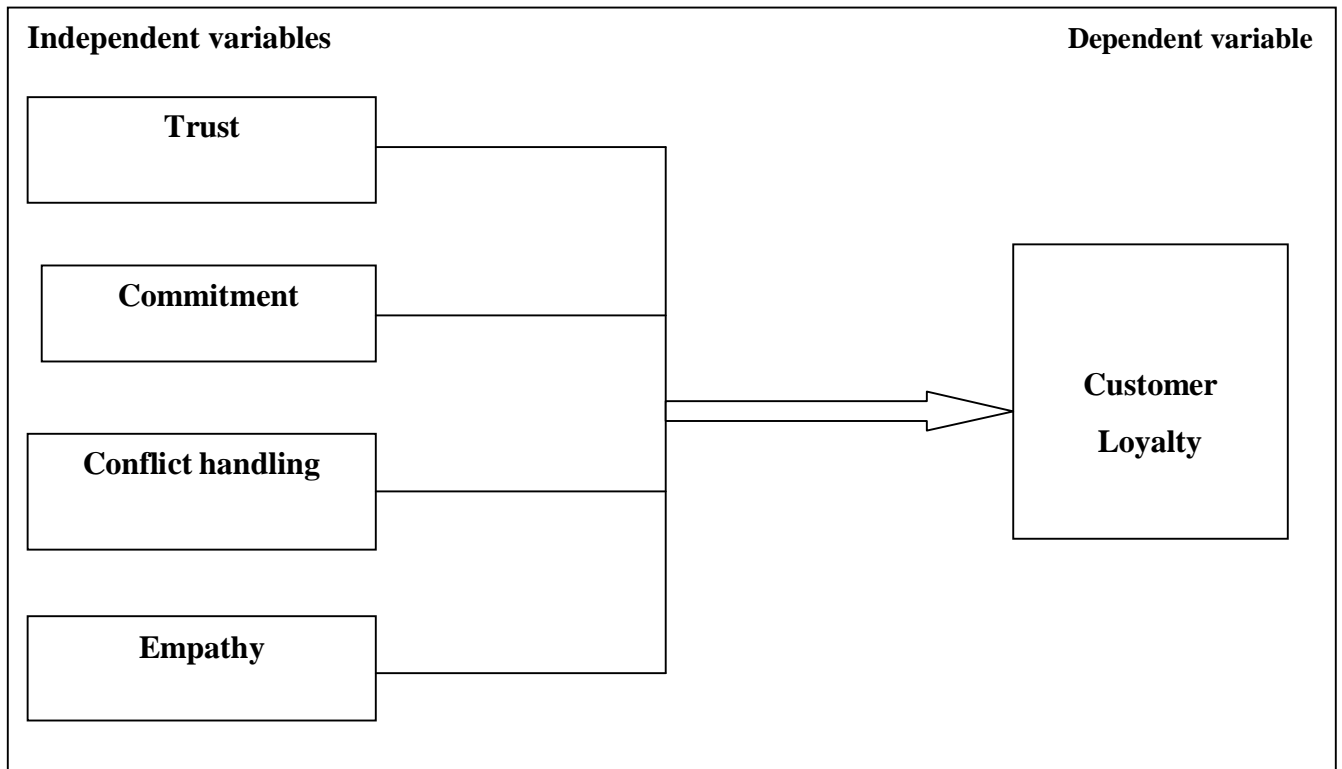 Independent variables
Dependent variable
Trust
Commitment
Conflict handling
Empathy
Customer
Loyalty